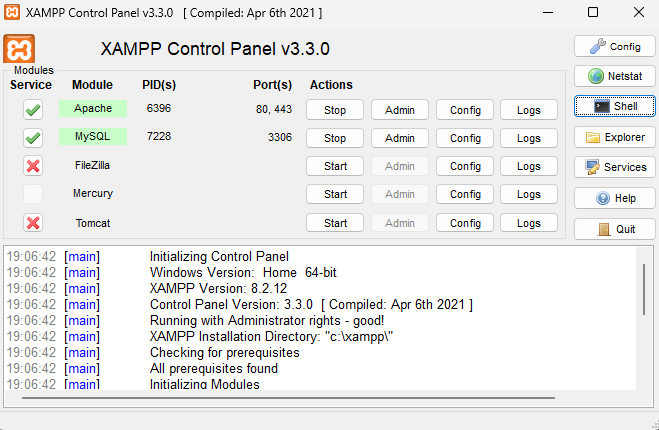 XAMPP Control Panel v3.3.0 [ Compiled: Apr 6th 2021 ]
XAMPP Control Panel v3.3.0
Config
Modules
Service Module PID(s) Port(s) Actions
Netstat
Apache 6396 80, 443 Stop Admin Config Logs
Shell
MySQL 7228 3306 Stop Admin Config Logs
Explorer
FileZilla Start Admin Config Logs
Services
Mercury Start Admin Config Logs
Help
Tomcat Start Admin Config Logs
Quit
19:06:42 [main] Initializing Control Panel
19:06:42 [main] Windows Version: Home 64-bit
19:06:42 [main] XAMPP Version: 8.2.12
19:06:42 [main] Control Panel Version: 3.3.0 [ Compiled: Apr 6th 2021 ]
19:06:42 [main] Running with Administrator rights - good!
19:06:42 [main] XAMPP Installation Directory: "c:\xampp\"
19:06:42 [main] Checking for prerequisites
19:06:42 [main] All prerequisites found
19:06:42 [main] Initializing Modules